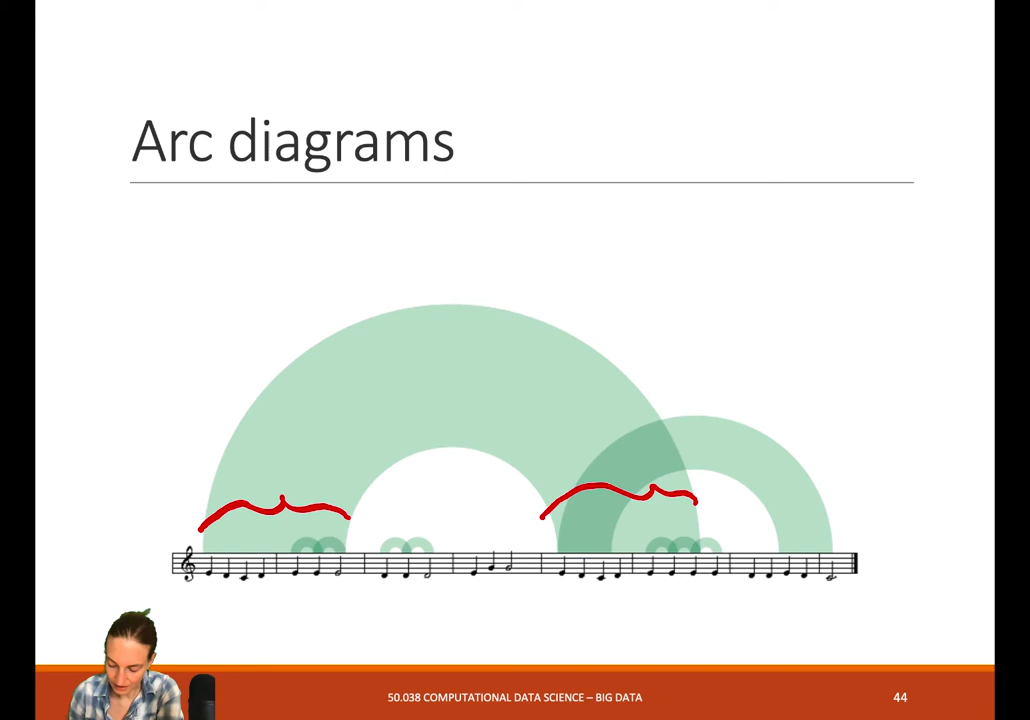 Arc diagrams
50.038 COMPUTATIONAL DATA SCIENCE – BIG DATA
44